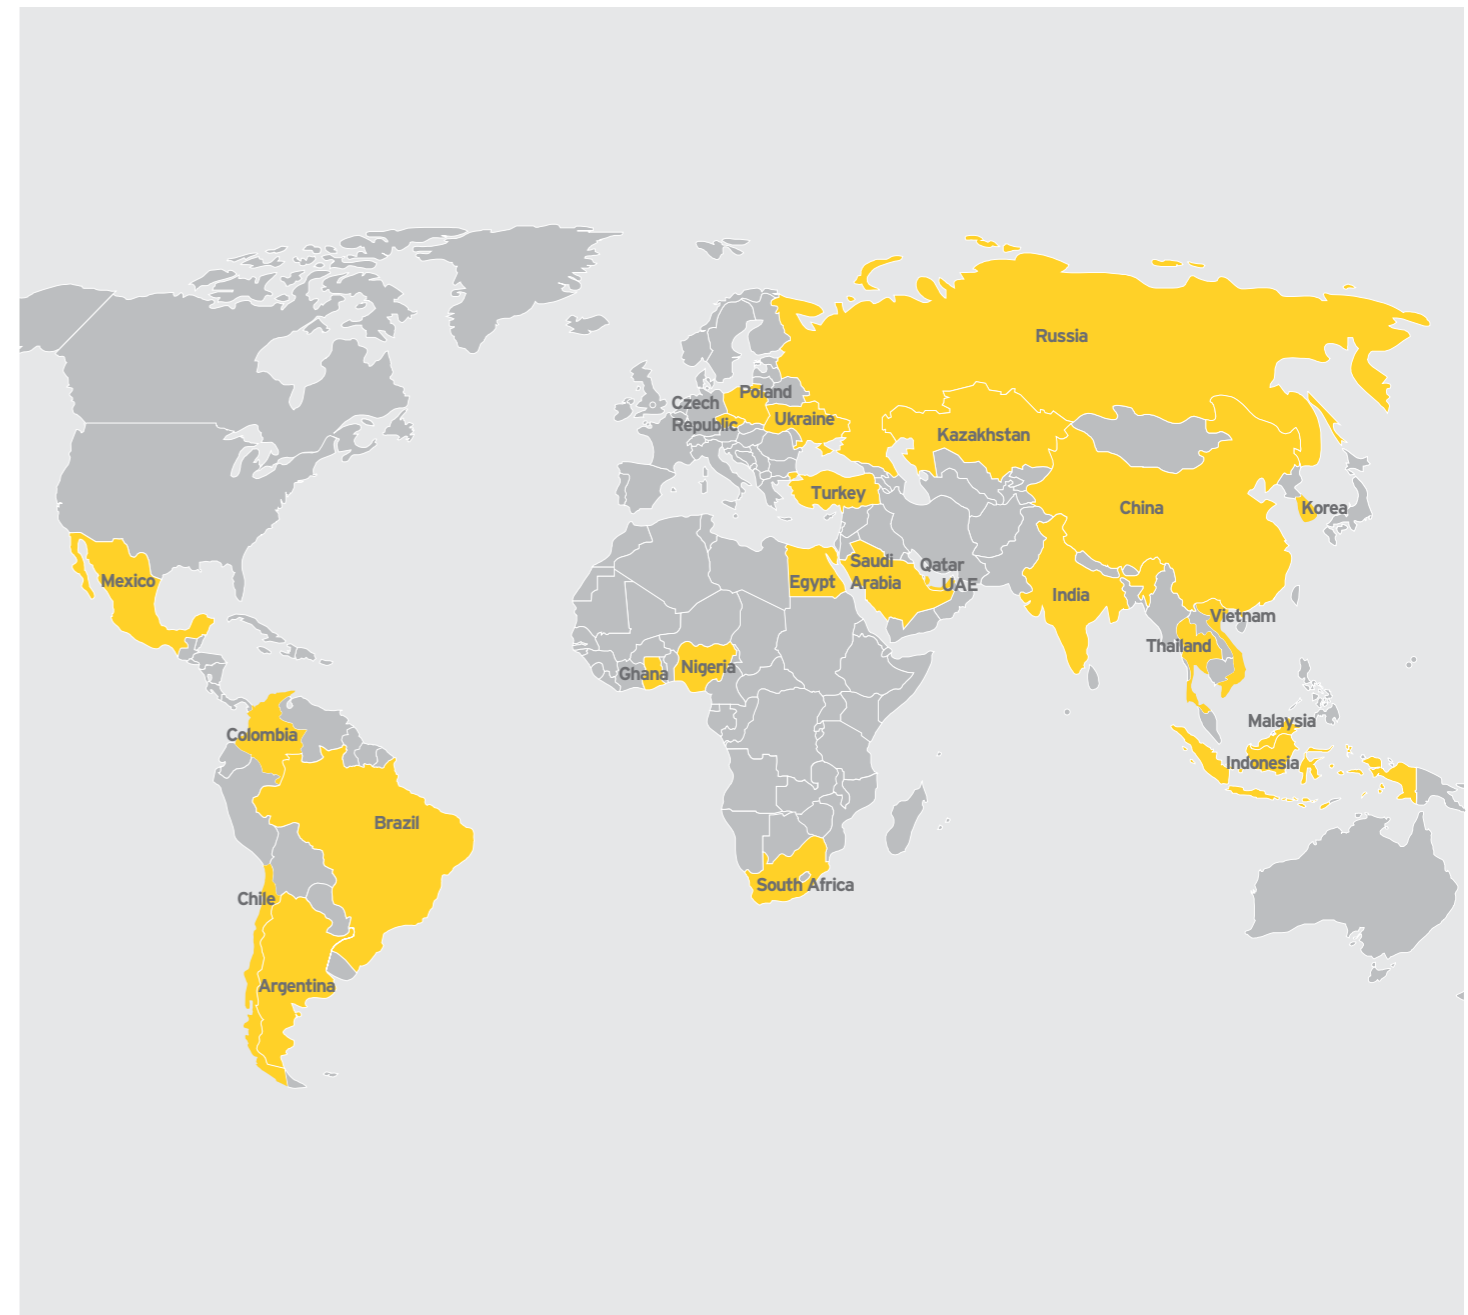 Russia
Poland
Czech
Republic
Ukraine
Kazakhstan
Turkey
China
Korea
Mexico
Egypt
Saudi
Arabia
Qatar
UAE
India
Vietnam
Thailand
Ghana
Nigeria
Colombia
Malaysia
Indonesia
Brazil
Chile
South Africa
Argentina